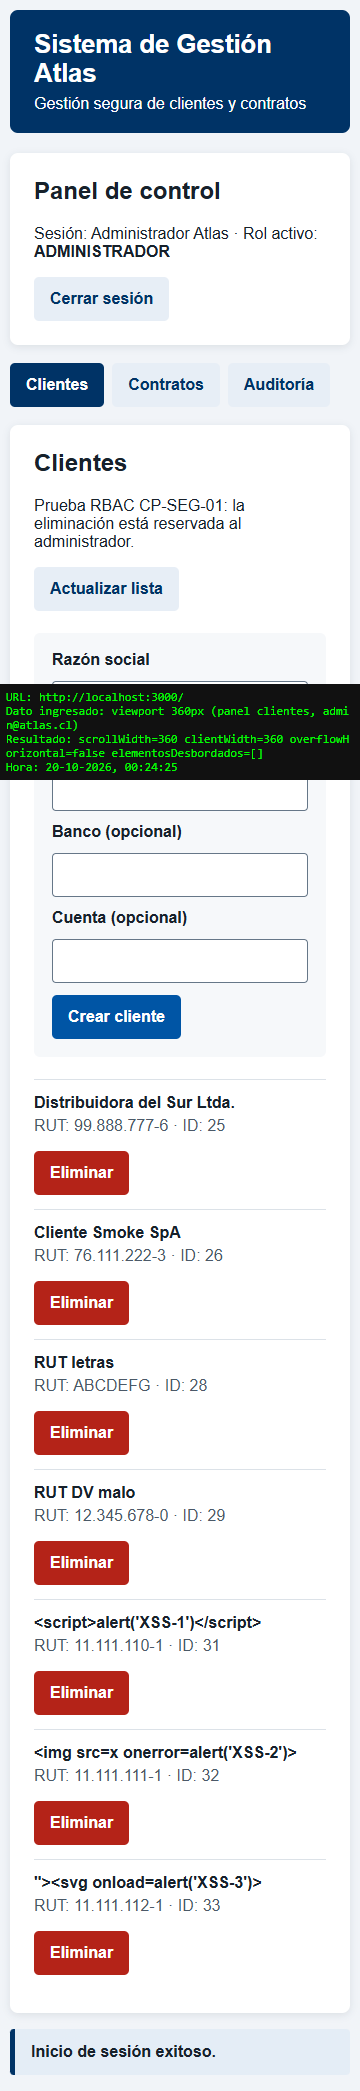 Sistema de Gestión
Atlas
Gestión segura de clientes y contratos
Panel de control
Sesión: Administrador Atlas · Rol activo:
ADMINISTRADOR
Cerrar sesión
Clientes
Contratos
Auditoría
Clientes
Prueba RBAC CP-SEG-01: la
eliminación está reservada al
administrador.
Actualizar lista
Razón social
URL: http://localhost:3000/
Dato ingresado: viewport 360px (panel clientes, admi
n@atlas.cl)
Resultado: scrollWidth=360 clientWidth=360 overflowH
orizontal=false elementosDesbordados=[]
Hora: 20-10-2026, 00:24:25
Banco (opcional)
Cuenta (opcional)
Crear cliente
Distribuidora del Sur Ltda.
RUT: 99.888.777-6 · ID: 25
Eliminar
Cliente Smoke SpA
RUT: 76.111.222-3 · ID: 26
Eliminar
RUT letras
RUT: ABCDEFG · ID: 28
Eliminar
RUT DV malo
RUT: 12.345.678-0 · ID: 29
Eliminar
<script>alert('XSS-1')</script>
RUT: 11.111.110-1 · ID: 31
Eliminar
<img src=x onerror=alert('XSS-2')>
RUT: 11.111.111-1 · ID: 32
Eliminar
"><svg onload=alert('XSS-3')>
RUT: 11.111.112-1 · ID: 33
Eliminar
Inicio de sesión exitoso.